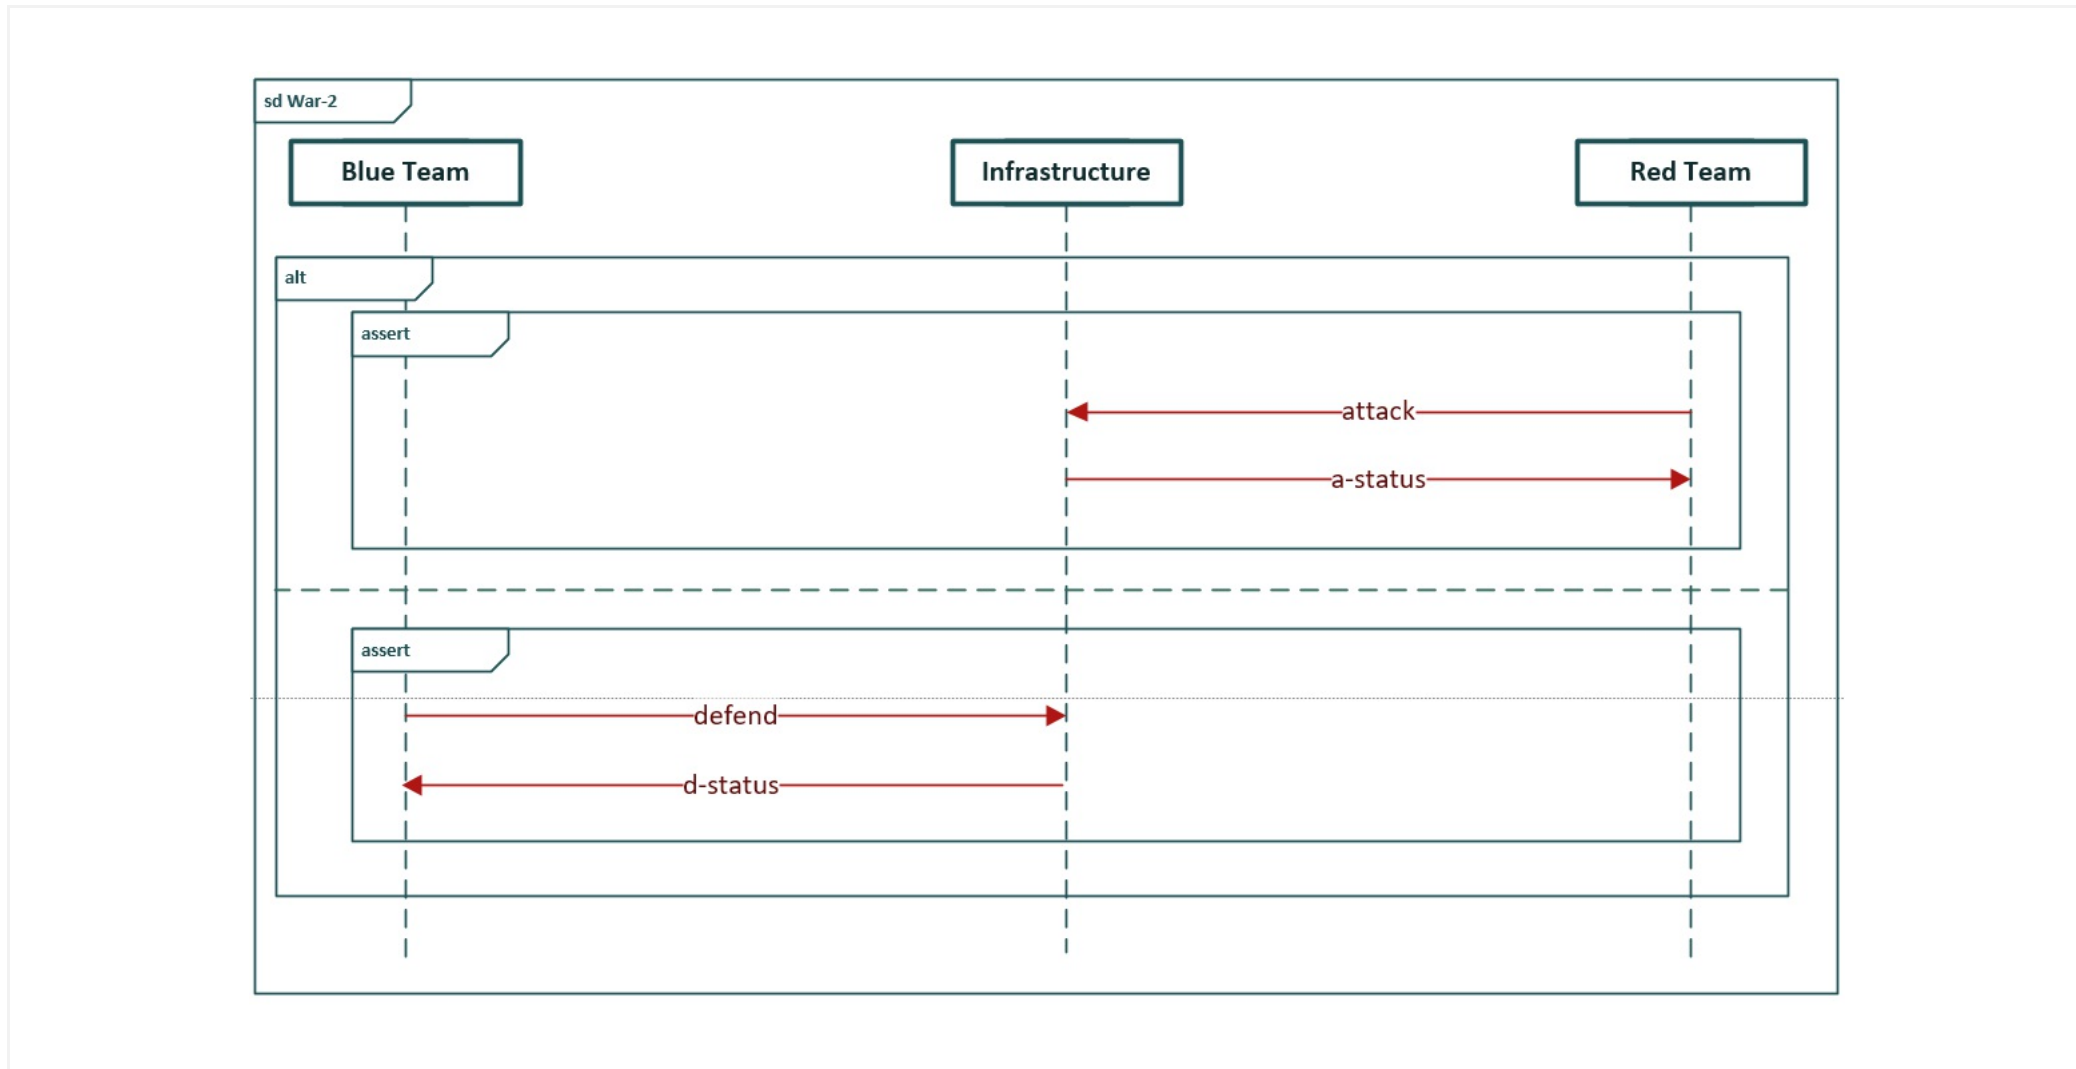 sd War-2
Blue Team
Infrastructure
Red Team
alt
assert
attack
a-status
assert
defend
d-status